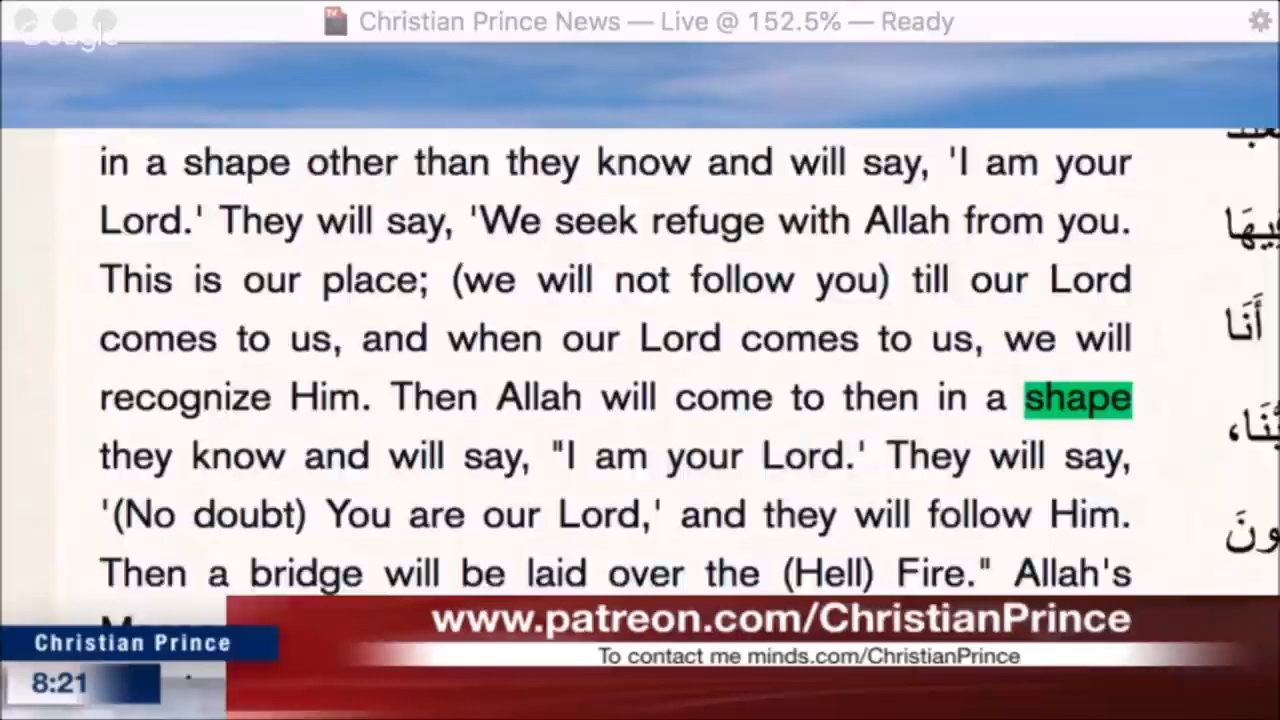 Christian Prince News — Live @ 152.5% — Ready
Google
in a shape other than they know and will say, 'I am your
Lord.' They will say, 'We seek refuge with Allah from you.
This is our place; (we will not follow you) till our Lord
comes to us, and when our Lord comes to us, we will
recognize Him. Then Allah will come to then in a shape
they know and will say, "I am your Lord.' They will say,
'(No doubt) You are our Lord,' and they will follow Him.
Then a bridge will be laid over the (Hell) Fire." Allah's
أَنَا
www.patreon.com/ChristianPrince
To contact me minds.com/ChristianPrince
Christian Prince
8:21